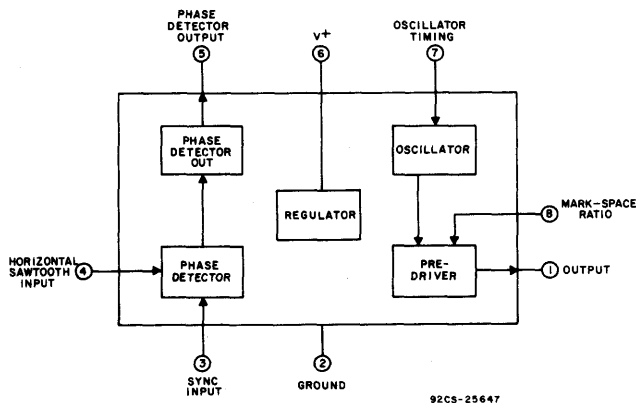 PHASE
DETECTOR
OUTPUT
5
V+
6
OSCILLATOR
TIMING
7
PHASE
DETECTOR
OUT
OSCILLATOR
REGULATOR
8
MARK-SPACE
RATIO
HORIZONTAL
SAWTOOTH
INPUT
4
PHASE
DETECTOR
PRE-
DRIVER
1
OUTPUT
3
SYNC
INPUT
2
GROUND
92CS-25647